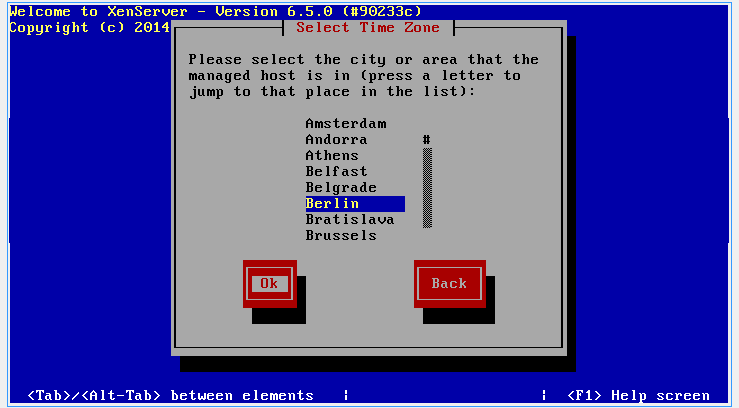 Welcome to XenServer - Version 6.5.0 (#90233c)
Copyright (c) 2014
Select Time Zone
Please select the city or area that the
managed host is in (press a letter to
jump to that place in the list):
Amsterdam
Andorra #
Athens
Belfast
Belgrade
Berlin
Bratislava
Brussels
Ok Back
<Tab>/<Alt-Tab> between elements | | <F1> Help screen